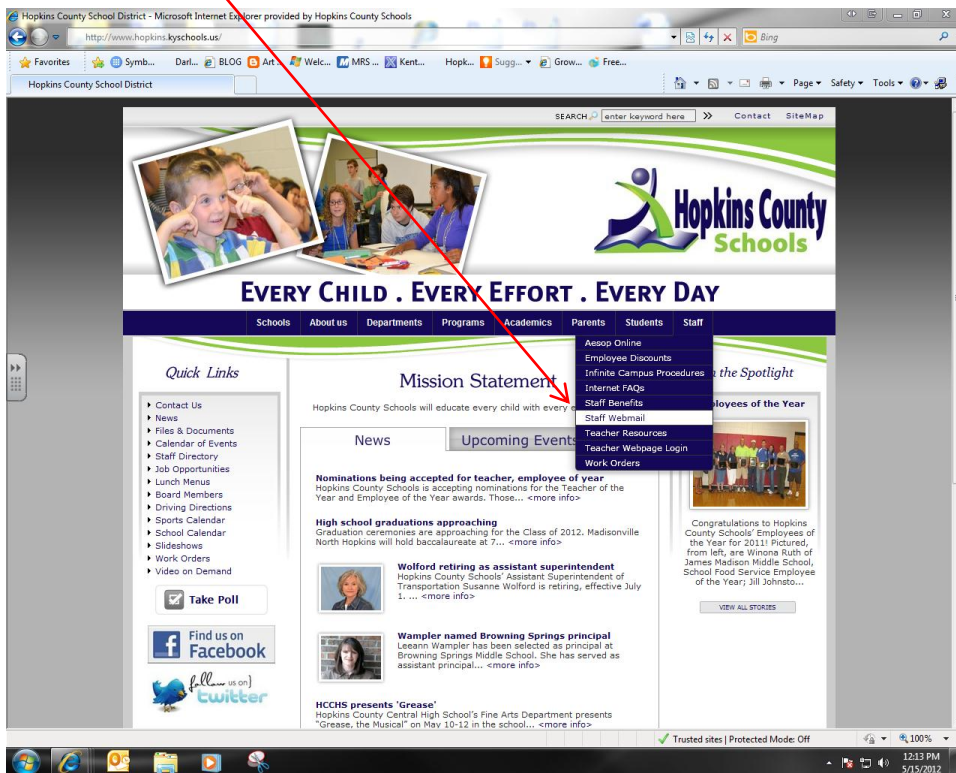 Hopkins County School District - Microsoft Internet Explorer provided by Hopkins County Schools
http://www.hopkins.kyschools.us/
Bing
Favorites Symb... Darl... BLOG Art... Welc... MRS ... Kent... Hopk... Sugg... Grow... Free...
Hopkins County School District
Page Safety Tools
SEARCH enter keyword here Contact SiteMap
Hopkins County
Schools
EVERY CHILD . EVERY EFFORT . EVERY DAY
Schools About us Departments Programs Academics Parents Students Staff
Aesop Online
Employee Discounts
Infinite Campus Procedures
Internet FAQs
Staff Benefits
Staff Webmail
Teacher Resources
Teacher Webpage Login
Work Orders
Quick Links
Contact Us
News
Files & Documents
Calendar of Events
Staff Directory
Job Opportunities
Lunch Menus
Board Members
Driving Directions
Sports Calendar
School Calendar
Slideshows
Work Orders
Video on Demand
Take Poll
Find us on
Facebook
follow us on
twitter
Mission Statement
Hopkins County Schools will educate every child with every e
News Upcoming Events
Nominations being accepted for teacher, employee of year
Hopkins County Schools is accepting nominations for the Teacher of the
Year and Employee of the Year awards. Those... <more info>
High school graduations approaching
Graduation ceremonies are approaching for the Class of 2012. Madisonville
North Hopkins will hold baccalaureate at 7... <more info>
Wolford retiring as assistant superintendent
Hopkins County Schools' Assistant Superintendent of
Transportation Susanne Wolford is retiring, effective July
1. ... <more info>
Wampler named Browning Springs principal
Leeann Wampler has been selected as principal at
Browning Springs Middle School. She has served as
assistant principal... <more info>
HCCHS presents 'Grease'
Hopkins County Central High School's Fine Arts Department presents
"Grease, the Musical" on May 10-12 in the school... <more info>
the Spotlight
loyees of the Year
Congratulations to Hopkins
County Schools' Employees of
the Year for 2011! Pictured,
from left, are Winona Ruth of
James Madison Middle School,
School Food Service Employee
of the Year; Jill Johnsto...
VIEW ALL STORIES
Trusted sites | Protected Mode: Off 100%
12:13 PM
5/15/2012